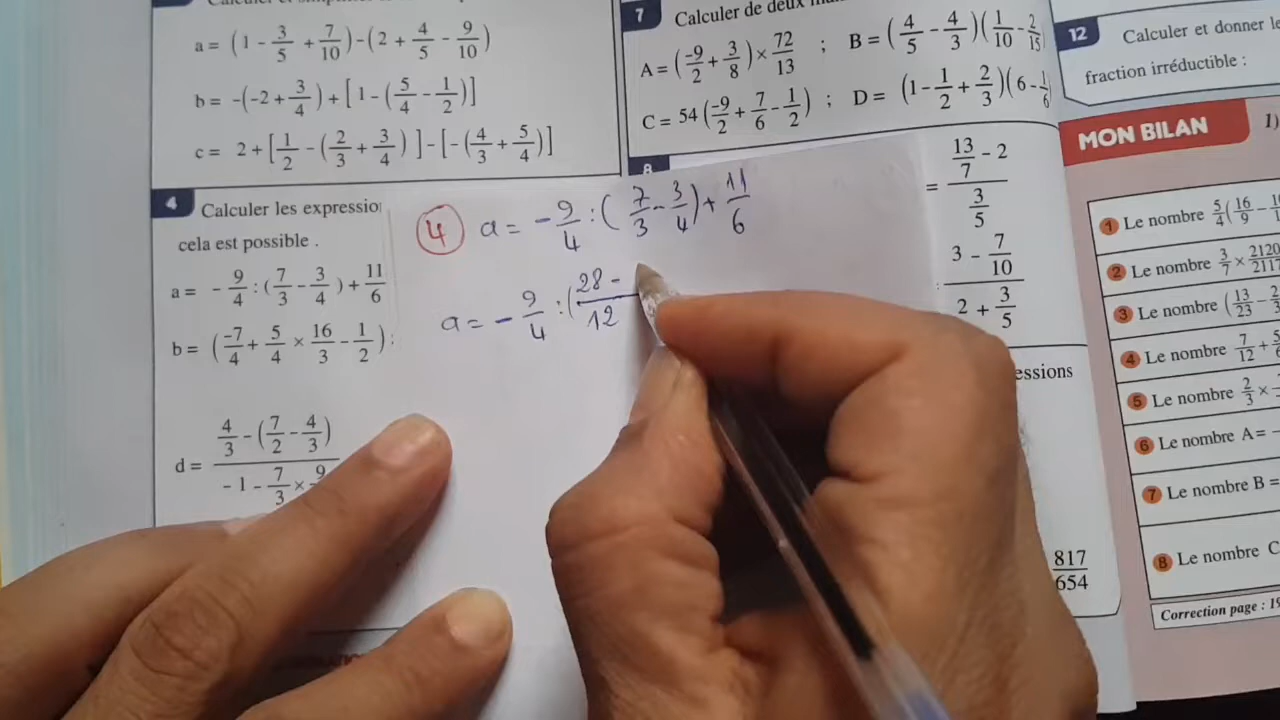 a = (1 - 3/5 + 7/10) - (2 + 4/5 - 9/10)
b = -(-2 + 3/4) + [1 - (5/4 - 1/2)]
c = 2 + [1/2 - (2/3 + 3/4)] - [-(4/3 + 5/4)]
4 Calculer les
cela est possible .
a = - 9/4 : (7/3 - 3/4) + 11/6
b = (-7/4 + 5/4 × 16/3 - 1/2) :
d = (4/3 - (7/2 - 4/3)) / (- 1 - 7/3 × 9
7 Calculer de deux
A = (-9/2 + 3/8) × 72/13 ; B = (4/5 - 4/3)(1/10 - 2/15)
C = 54 (-9/2 + 7/6 - 1/2) ; D = (1 - 1/2 + 2/3)(6 - 1/6
8
4 a = - 9/4 : (7/3 - 3/4) + 11/6
a = - 9/4 : (28 - /12
= (13/7 - 2) / (3/5)
(3 - 7/10) / (2 + 3/5)
817/654
12 Calculer et donner le
fraction irréductible :
MON BILAN
1)
1 Le nombre 5/4(16/9 -
2 Le nombre 3/7 × 2120/2117
3 Le nombre (13/23 - 2/3
4 Le nombre 7/12 + 5/6
5 Le nombre 2/3 ×
6 Le nombre A = -
7 Le nombre B =
8 Le nombre C
Correction page : 19